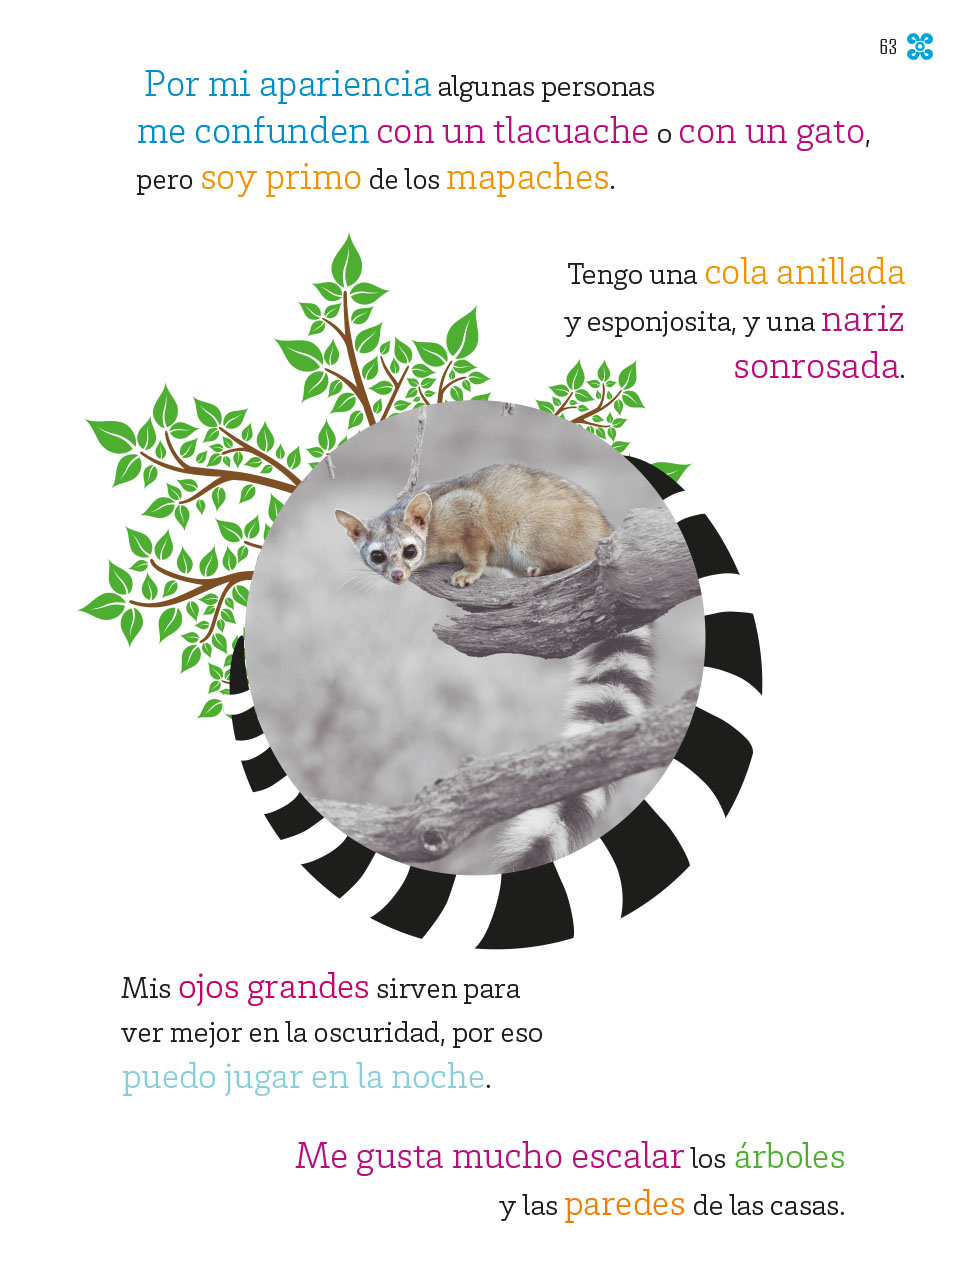 63
Por mi apariencia algunas personas
me confunden con un tlacuache o con un gato,
pero soy primo de los mapaches.
Tengo una cola anillada
y esponjosita, y una nariz
sonrosada.
Mis ojos grandes sirven para
ver mejor en la oscuridad, por eso
puedo jugar en la noche.
Me gusta mucho escalar los árboles
y las paredes de las casas.